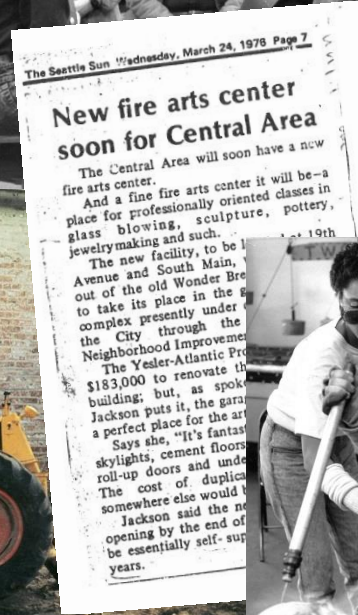 The Seattle Sun Wednesday, March 24, 1976 Page 7
New fire arts center
soon for Central Area
The Central Area will soon have a new
fire arts center.
And a fine fire arts center it will be—a
place for professionally oriented classes in
glass blowing, sculpture, pottery,
jewelrymaking and such.
The new facility, to be 19th
Avenue and South Main,
out of the old Wonder Bre
to take its place in the g
complex presently under
the City through the
Neighborhood Improveme
The Yesler-Atlantic Pro
$183,000 to renovate th
building; but, as spok
Jackson puts it, the gara
a perfect place for the art
Says she, "It's fantas
skylights, cement floors
roll-up doors and unde
The cost of duplica
somewhere else would b
Jackson said the ne
opening by the end of
be essentially self- sup
years.